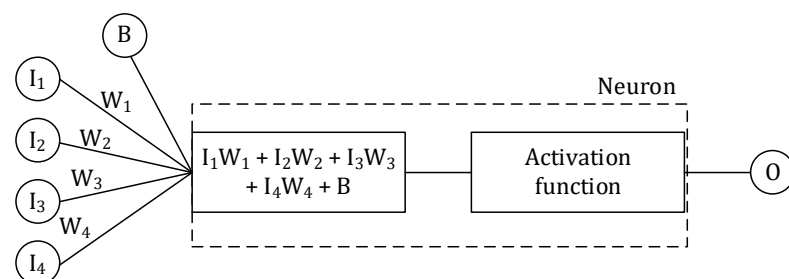 B
Neuron
I₁
W₁
I₂
W₂
I₃
W₃
I₄
W₄
I₁W₁ + I₂W₂ + I₃W₃
+ I₄W₄ + B
Activation
function
O